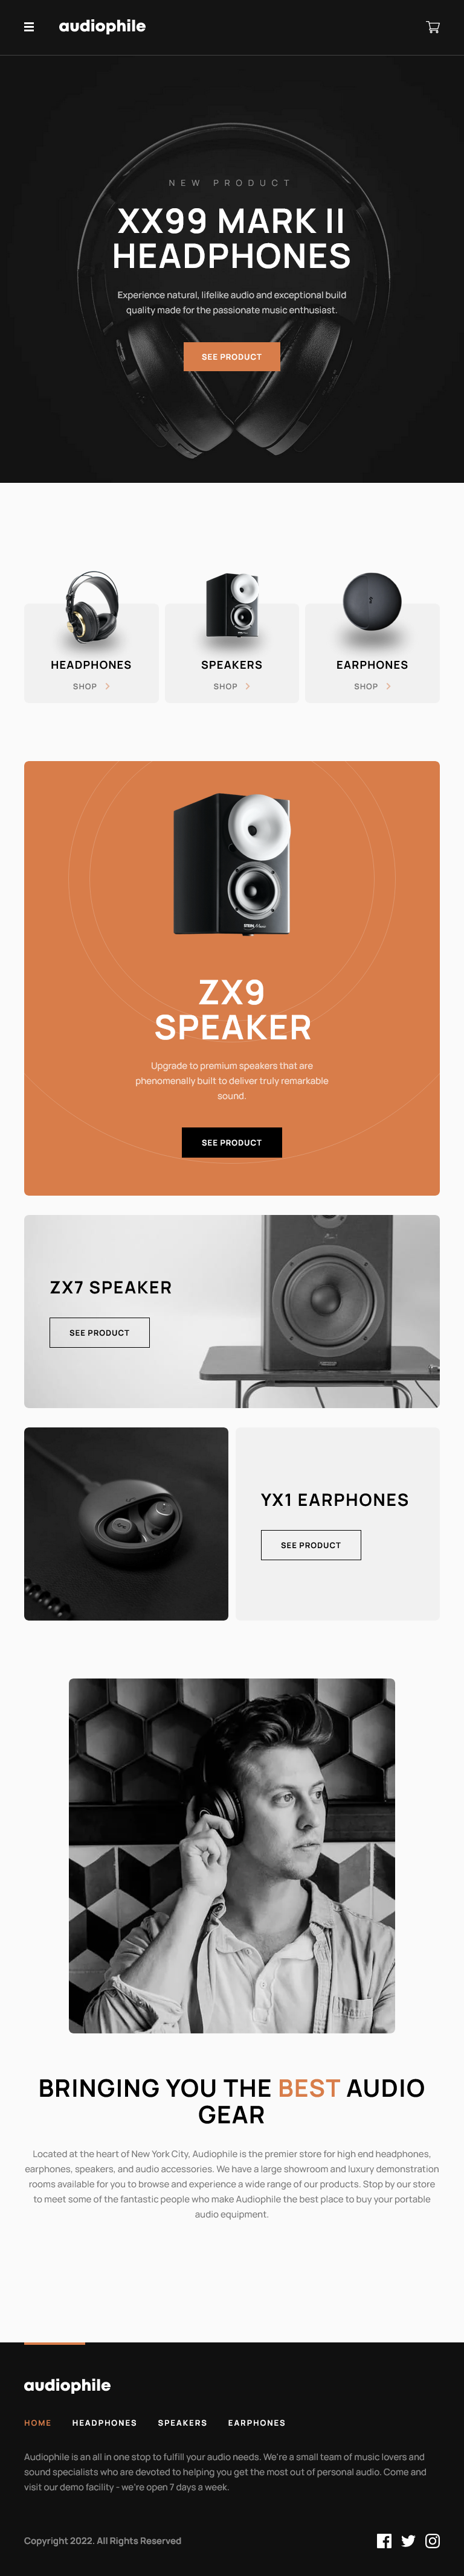 audiophile
NEW PRODUCT
XX99 MARK II
HEADPHONES
Experience natural, lifelike audio and exceptional build
quality made for the passionate music enthusiast.
SEE PRODUCT
HEADPHONES
SHOP
SPEAKERS
SHOP
EARPHONES
SHOP
ZX9
SPEAKER
Upgrade to premium speakers that are
phenomenally built to deliver truly remarkable
sound.
SEE PRODUCT
ZX7 SPEAKER
SEE PRODUCT
YX1 EARPHONES
SEE PRODUCT
BRINGING YOU THE BEST AUDIO
GEAR
Located at the heart of New York City, Audiophile is the premier store for high end headphones,
earphones, speakers, and audio accessories. We have a large showroom and luxury demonstration
rooms available for you to browse and experience a wide range of our products. Stop by our store
to meet some of the fantastic people who make Audiophile the best place to buy your portable
audio equipment.
audiophile
HOME HEADPHONES SPEAKERS EARPHONES
Audiophile is an all in one stop to fulfill your audio needs. We're a small team of music lovers and
sound specialists who are devoted to helping you get the most out of personal audio. Come and
visit our demo facility - we're open 7 days a week.
Copyright 2022. All Rights Reserved